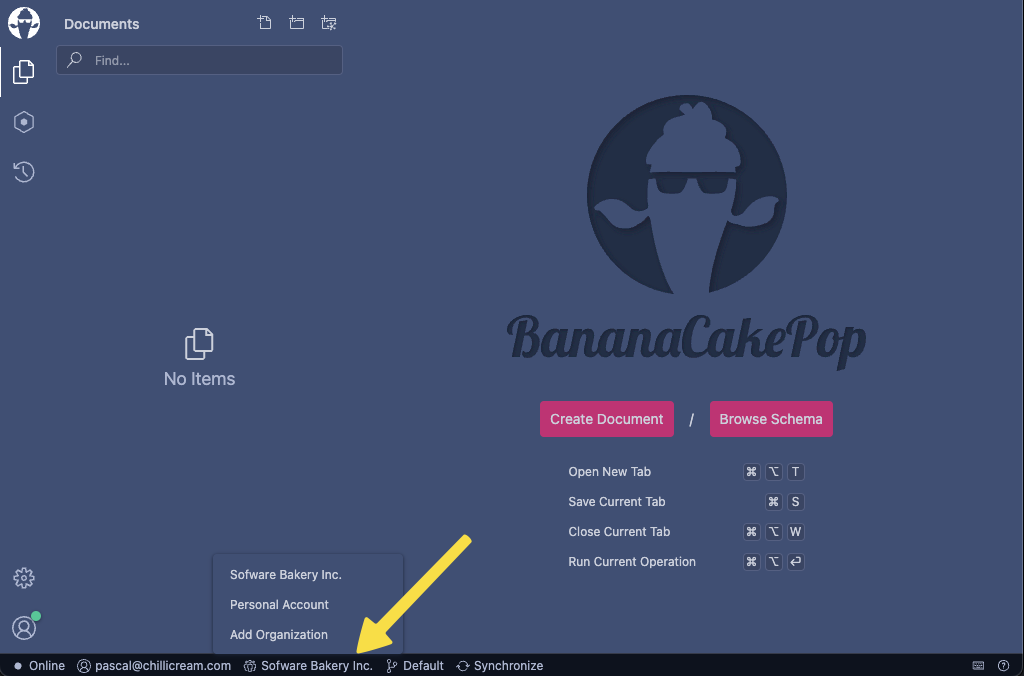 Documents
Find...
No Items
BananaCakePop
Create Document / Browse Schema
Open New Tab ⌘ ⌥ T
Save Current Tab ⌘ S
Close Current Tab ⌘ ⌥ W
Run Current Operation ⌘ ⌥ ↵
Sofware Bakery Inc.
Personal Account
Add Organization
Online pascal@chillicream.com Sofware Bakery Inc. Default Synchronize